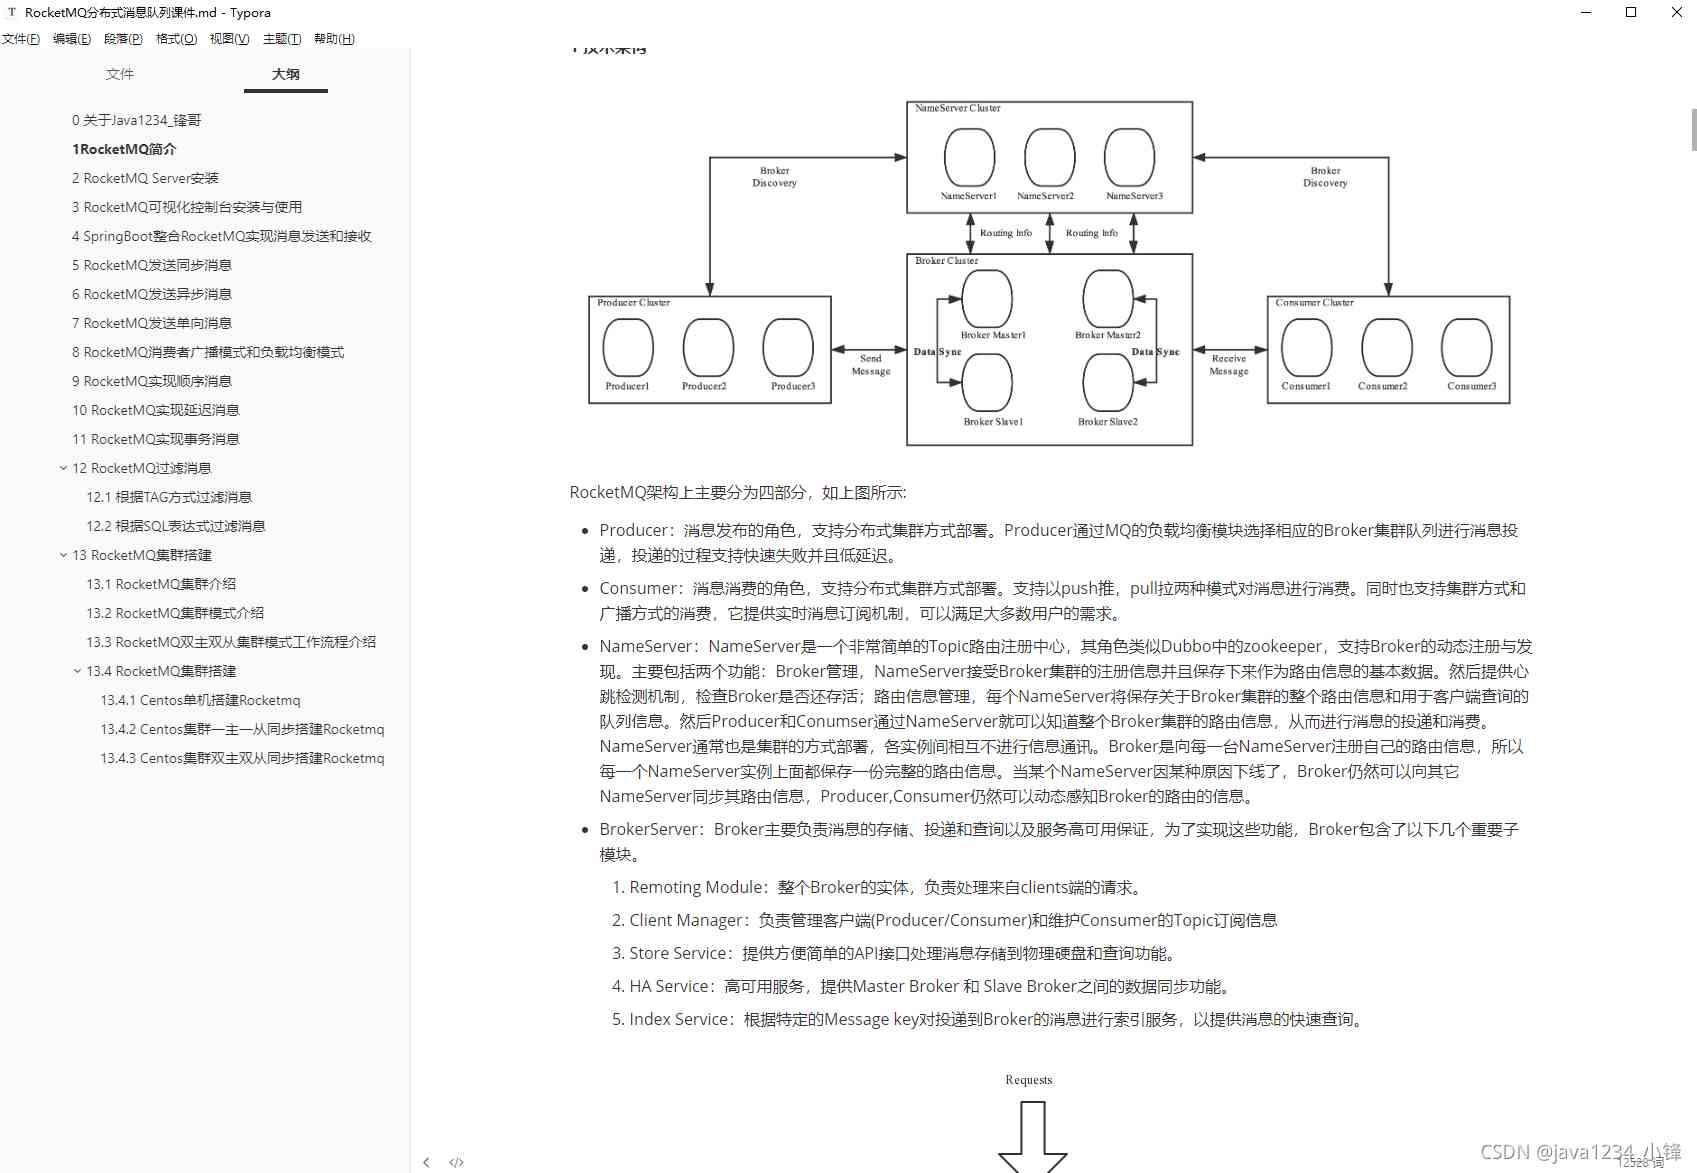 RocketMQ分布式消息队列课件.md - Typora
文件(F) 编辑(E) 段落(P) 格式(O) 视图(V) 主题(T) 帮助(H)
文件 大纲
0 关于Java1234_锋哥
1RocketMQ简介
2 RocketMQ Server安装
3 RocketMQ可视化控制台安装与使用
4 SpringBoot整合RocketMQ实现消息发送和接收
5 RocketMQ发送同步消息
6 RocketMQ发送异步消息
7 RocketMQ发送单向消息
8 RocketMQ消费者广播模式和负载均衡模式
9 RocketMQ实现顺序消息
10 RocketMQ实现延迟消息
11 RocketMQ实现事务消息
12 RocketMQ过滤消息
12.1 根据TAG方式过滤消息
12.2 根据SQL表达式过滤消息
13 RocketMQ集群搭建
13.1 RocketMQ集群介绍
13.2 RocketMQ集群模式介绍
13.3 RocketMQ双主双从集群模式工作流程介绍
13.4 RocketMQ集群搭建
13.4.1 Centos单机搭建Rocketmq
13.4.2 Centos集群一主一从同步搭建Rocketmq
13.4.3 Centos集群双主双从同步搭建Rocketmq
1 技术架构
NameServer Cluster
NameServer1 NameServer2 NameServer3
Broker
Discovery
Broker
Discovery
Routing Info Routing Info
Broker Cluster
Broker Master1 Broker Master2
Data Sync Data Sync
Broker Slave1 Broker Slave2
Producer Cluster
Producer1 Producer2 Producer3
Send
Message
Receive
Message
Consumer Cluster
Consumer1 Consumer2 Consumer3
RocketMQ架构上主要分为四部分，如上图所示:
Producer：消息发布的角色，支持分布式集群方式部署。Producer通过MQ的负载均衡模块选择相应的Broker集群队列进行消息投
递，投递的过程支持快速失败并且低延迟。
Consumer：消息消费的角色，支持分布式集群方式部署。支持以push推，pull拉两种模式对消息进行消费。同时也支持集群方式和
广播方式的消费，它提供实时消息订阅机制，可以满足大多数用户的需求。
NameServer：NameServer是一个非常简单的Topic路由注册中心，其角色类似Dubbo中的zookeeper，支持Broker的动态注册与发
现。主要包括两个功能：Broker管理，NameServer接受Broker集群的注册信息并且保存下来作为路由信息的基本数据。然后提供心
跳检测机制，检查Broker是否还存活；路由信息管理，每个NameServer将保存关于Broker集群的整个路由信息和用于客户端查询的
队列信息。然后Producer和Conumser通过NameServer就可以知道整个Broker集群的路由信息，从而进行消息的投递和消费。
NameServer通常也是集群的方式部署，各实例间相互不进行信息通讯。Broker是向每一台NameServer注册自己的路由信息，所以
每一个NameServer实例上面都保存一份完整的路由信息。当某个NameServer因某种原因下线了，Broker仍然可以向其它
NameServer同步其路由信息，Producer,Consumer仍然可以动态感知Broker的路由的信息。
BrokerServer：Broker主要负责消息的存储、投递和查询以及服务高可用保证，为了实现这些功能，Broker包含了以下几个重要子
模块。
1. Remoting Module：整个Broker的实体，负责处理来自clients端的请求。
2. Client Manager：负责管理客户端(Producer/Consumer)和维护Consumer的Topic订阅信息
3. Store Service：提供方便简单的API接口处理消息存储到物理硬盘和查询功能。
4. HA Service：高可用服务，提供Master Broker 和 Slave Broker之间的数据同步功能。
5. Index Service：根据特定的Message key对投递到Broker的消息进行索引服务，以提供消息的快速查询。
Requests
</>
CSDN @java1234_小锋
12528 词